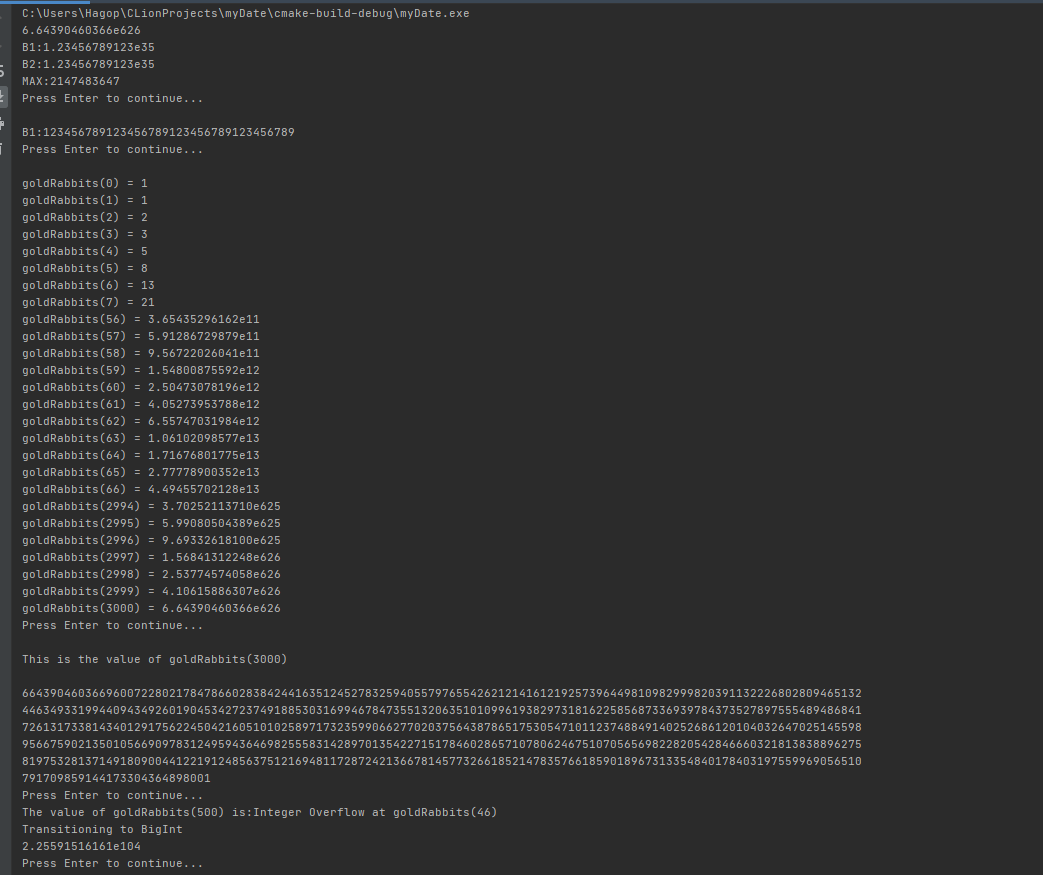 C:\Users\Hagop\CLionProjects\myDate\cmake-build-debug\myDate.exe
6.64390460366e626
B1:1.23456789123e35
B2:1.23456789123e35
MAX:2147483647
Press Enter to continue...
B1:123456789123456789123456789123456789
Press Enter to continue...
goldRabbits(0) = 1
goldRabbits(1) = 1
goldRabbits(2) = 2
goldRabbits(3) = 3
goldRabbits(4) = 5
goldRabbits(5) = 8
goldRabbits(6) = 13
goldRabbits(7) = 21
goldRabbits(56) = 3.65435296162e11
goldRabbits(57) = 5.91286729879e11
goldRabbits(58) = 9.56722026041e11
goldRabbits(59) = 1.54800875592e12
goldRabbits(60) = 2.50473078196e12
goldRabbits(61) = 4.05273953788e12
goldRabbits(62) = 6.55747031984e12
goldRabbits(63) = 1.06102098577e13
goldRabbits(64) = 1.71676801775e13
goldRabbits(65) = 2.77778900352e13
goldRabbits(66) = 4.49455702128e13
goldRabbits(2994) = 3.70252113710e625
goldRabbits(2995) = 5.99080504389e625
goldRabbits(2996) = 9.69332618100e625
goldRabbits(2997) = 1.56841312248e626
goldRabbits(2998) = 2.53774574058e626
goldRabbits(2999) = 4.10615886307e626
goldRabbits(3000) = 6.64390460366e626
Press Enter to continue...
This is the value of goldRabbits(3000)
664390460366960072280217847866028384244163512452783259405579765542621214161219257396449810982999820391132226802809465132
446349331994409434926019045342723749188530316994678473551320635101099619382973181622585687339369784373527897555489486841
726131733814340129175622450421605101025897173235990662770203756438786517530547101123748849140252686120104032647025145598
956675902135010566909783124959436469825558314289701354227151784602865710780624675107056569822820542846660321813838896275
819753281371491809004412219124856375121694811728724213667814577326618521478357661859018967313354840178403197559969056510
791709859144173304364898001
Press Enter to continue...
The value of goldRabbits(500) is:Integer Overflow at goldRabbits(46)
Transitioning to BigInt
2.25591516161e104
Press Enter to continue...